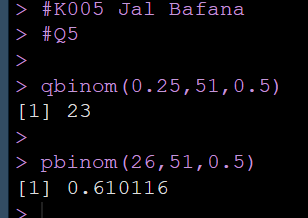 > #K005 Jal Bafana
> #Q5
>
> qbinom(0.25,51,0.5)
[1] 23
>
> pbinom(26,51,0.5)
[1] 0.610116
>